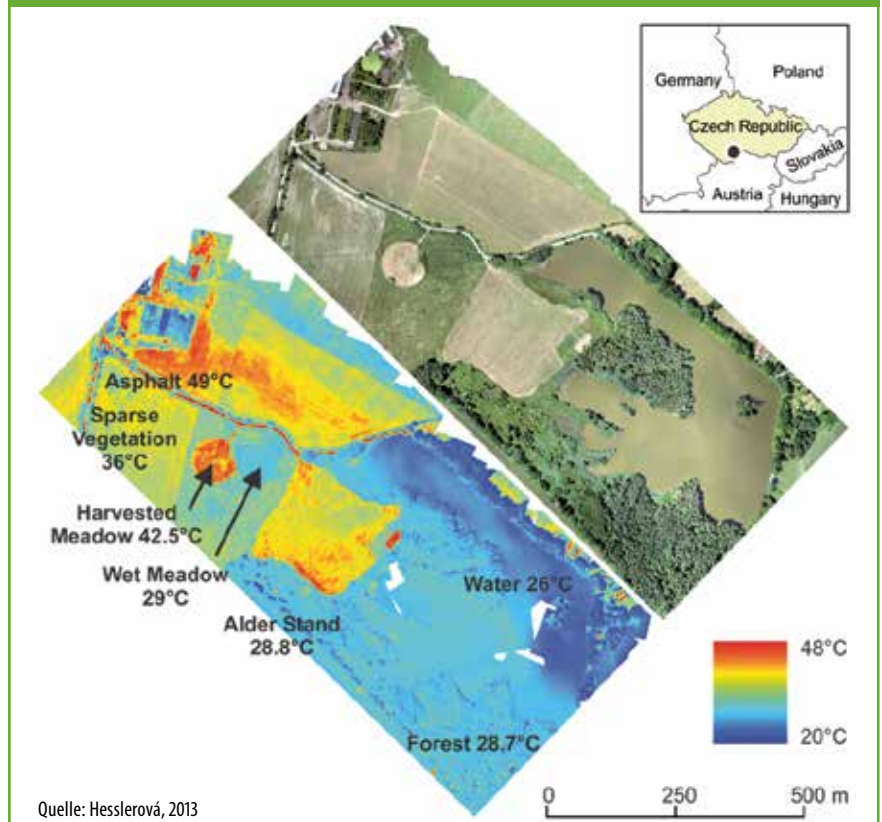 Germany
Poland
Czech Republic
Slovakia
Austria
Hungary
Asphalt 49°C
Sparse
Vegetation
36°C
Harvested
Meadow 42.5°C
Wet Meadow
29°C
Alder Stand
28.8°C
Water 26°C
Forest 28.7°C
48°C
20°C
0 250 500 m
Quelle: Hesslerová, 2013